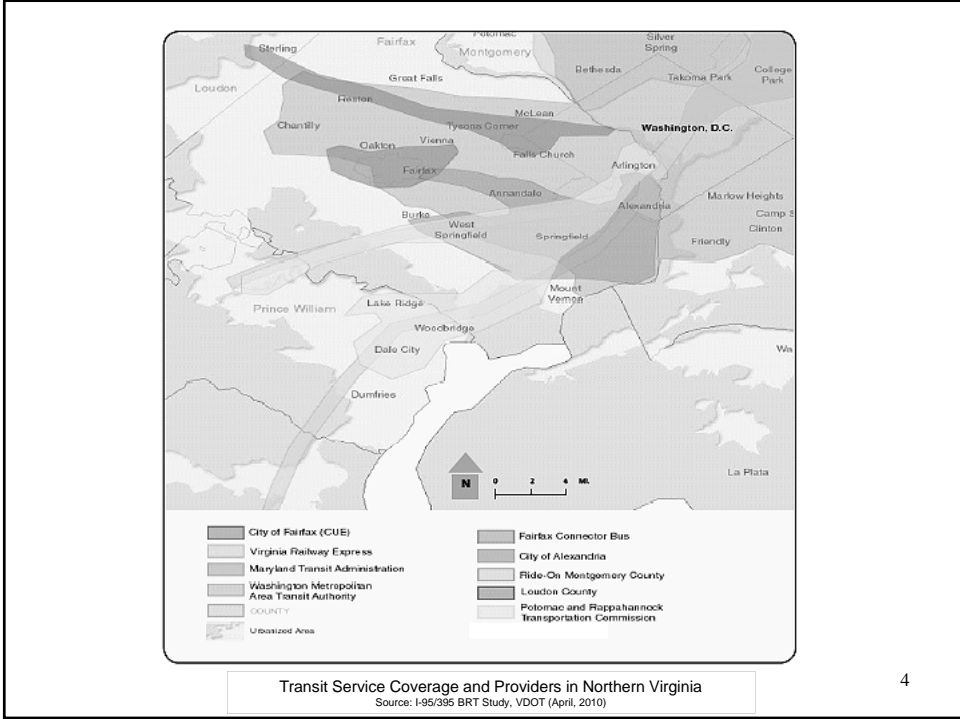 Potomac
Silver
Spring
Fairfax
Sterling
Montgomery
Bethesda
Takoma Park
College
Park
Great Falls
Loudon
Reston
McLean
Chantilly
Tysons Corner
Washington, D.C.
Vienna
Oakton
Falls Church
Arlington
Fairfax
Annandale
Marlow Heights
Alexandria
Burke
Camp S
West
Springfield
Springfield
Clinton
Friendly
Mount
Vernon
Prince William
Lake Ridge
Woodbridge
Dale City
Wa
Dumfries
La Plata
N
0 2 4 MI.
City of Fairfax (CUE)
Virginia Railway Express
Maryland Transit Administration
Washington Metropolitan
Area Transit Authority
COUNTY
Urbanized Area
Fairfax Connector Bus
City of Alexandria
Ride-On Montgomery County
Loudon County
Potomac and Rappahannock
Transportation Commission
Transit Service Coverage and Providers in Northern Virginia
Source: I-95/395 BRT Study, VDOT (April, 2010)
4